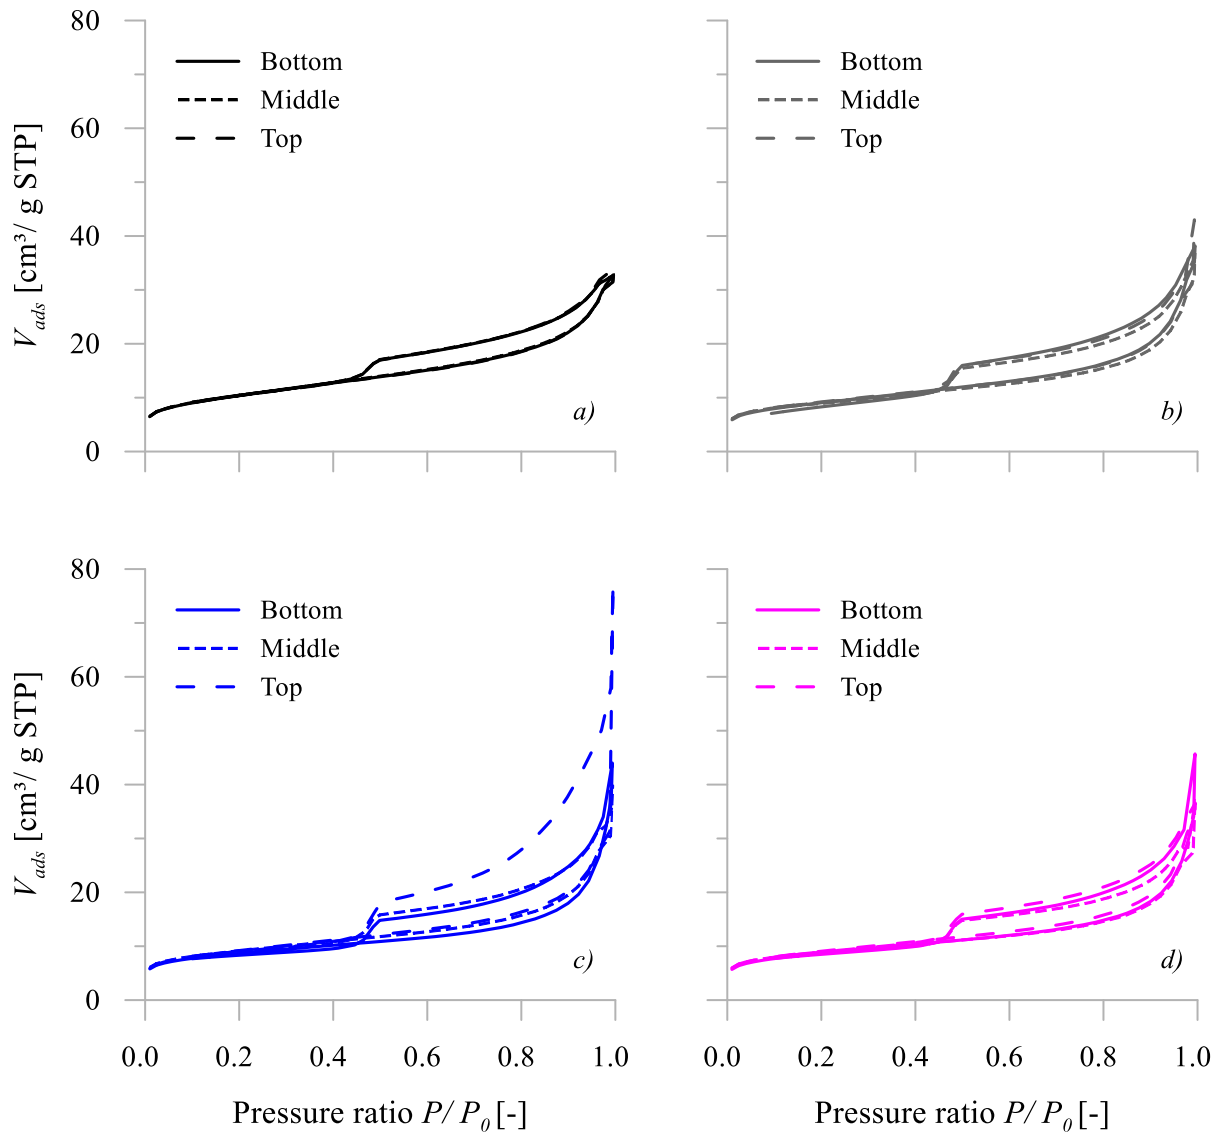 80
60
40
20
0
V_ads [cm³/ g STP]
Bottom
Middle
Top
a)
Bottom
Middle
Top
b)
80
60
40
20
0
V_ads [cm³/ g STP]
Bottom
Middle
Top
c)
0.0 0.2 0.4 0.6 0.8 1.0
Pressure ratio P/ P_0 [-]
Bottom
Middle
Top
d)
0.0 0.2 0.4 0.6 0.8 1.0
Pressure ratio P/ P_0 [-]